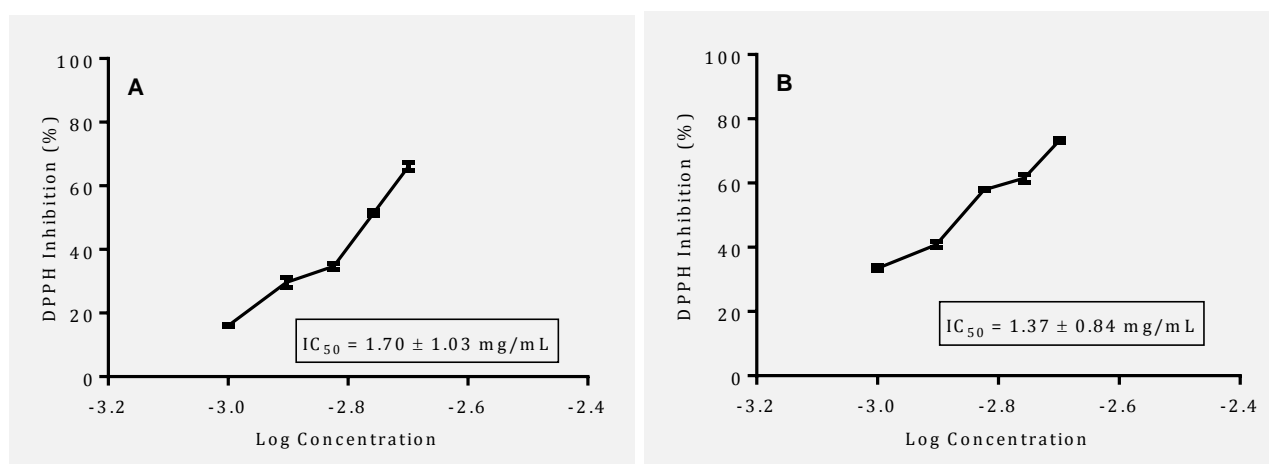 A
DPPH Inhibition (%)
100
80
60
40
20
0
IC50 = 1.70 ± 1.03 mg/mL
-3.2 -3.0 -2.8 -2.6 -2.4
Log Concentration
B
DPPH Inhibition (%)
100
80
60
40
20
0
IC50 = 1.37 ± 0.84 mg/mL
-3.2 -3.0 -2.8 -2.6 -2.4
Log Concentration